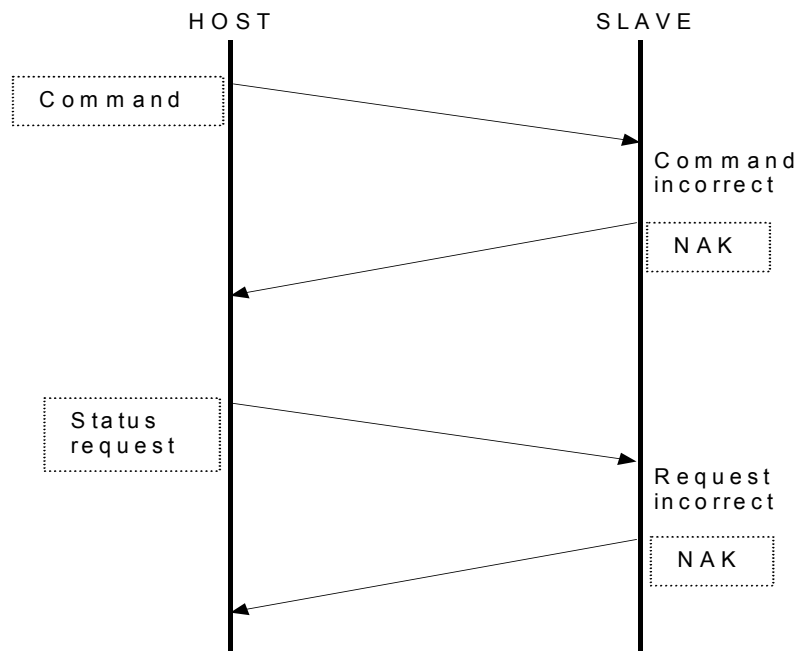 HOST
SLAVE
Command
Command
incorrect
NAK
Status
request
Request
incorrect
NAK